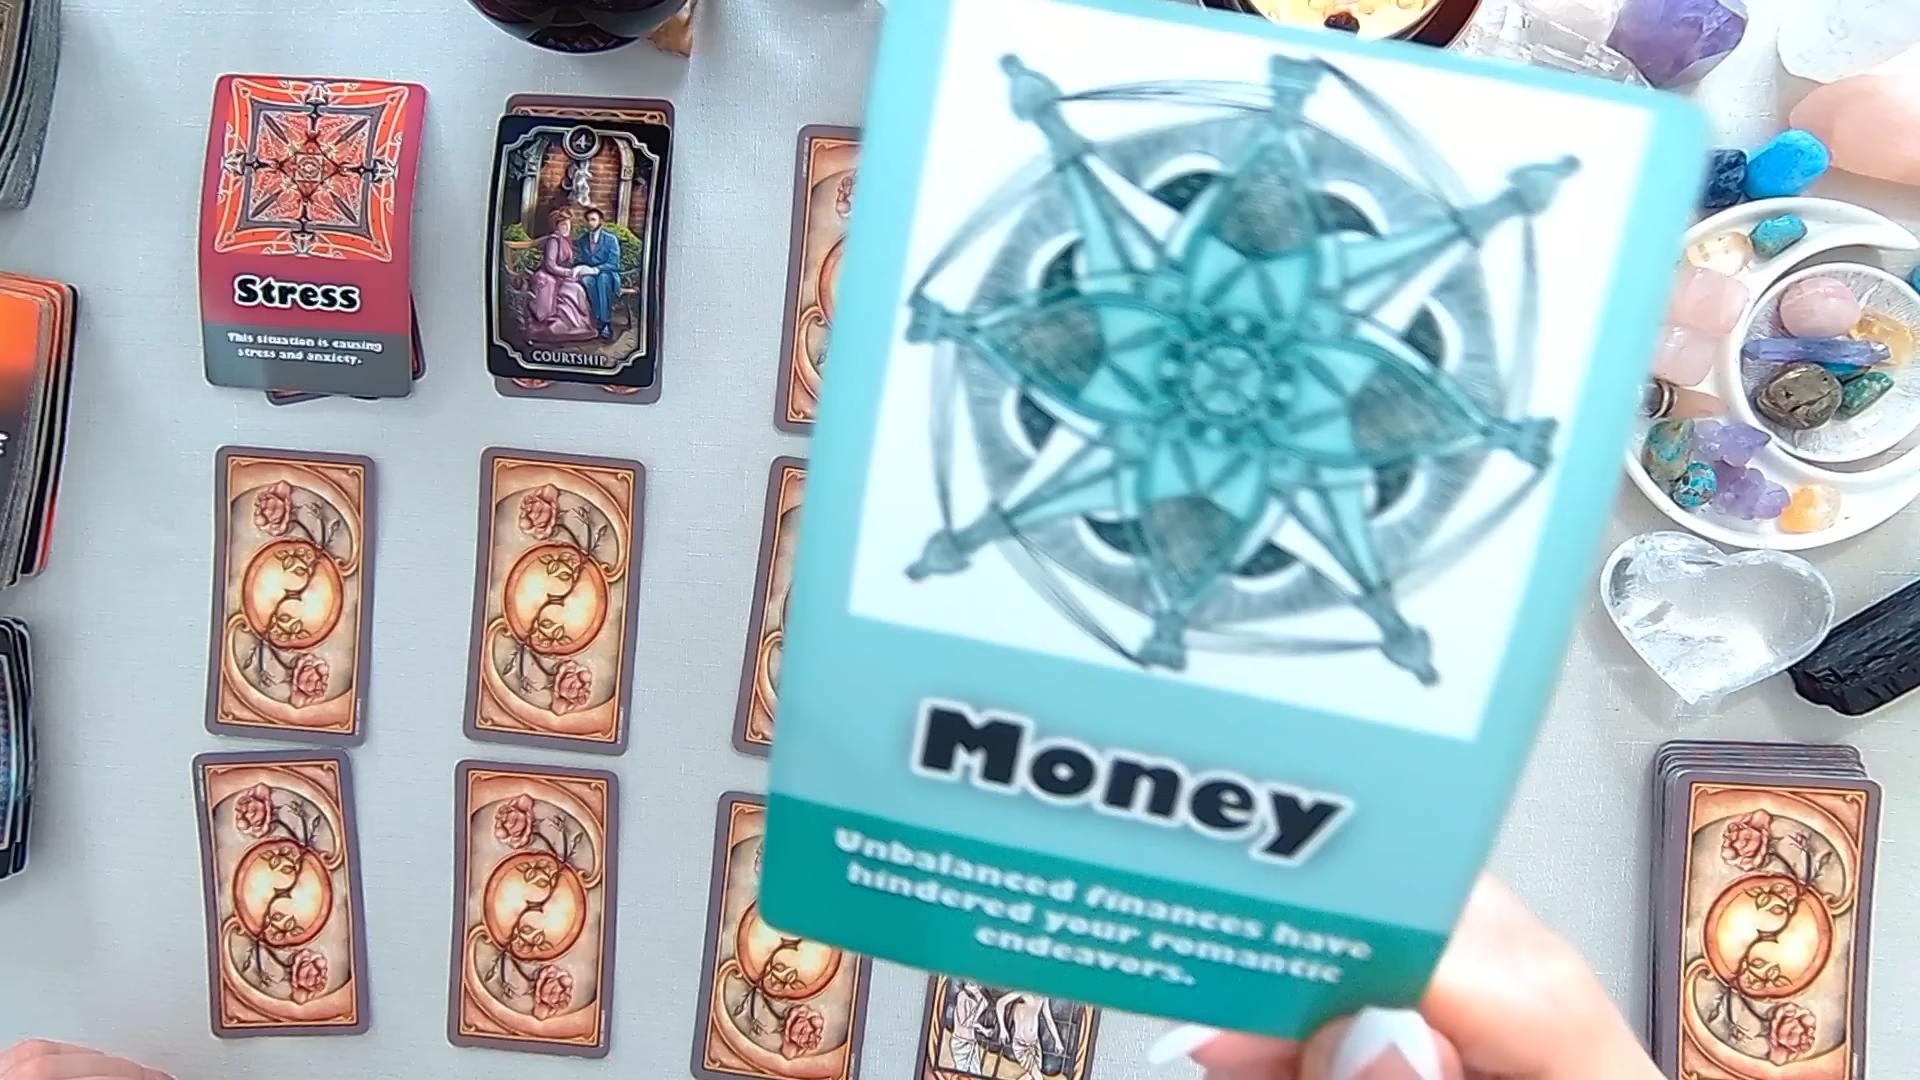 Stress
This situation is causing
stress and anxiety.
4
COURTSHIP
Money
Unbalanced finances have
hindered your romantic
endeavors.
E